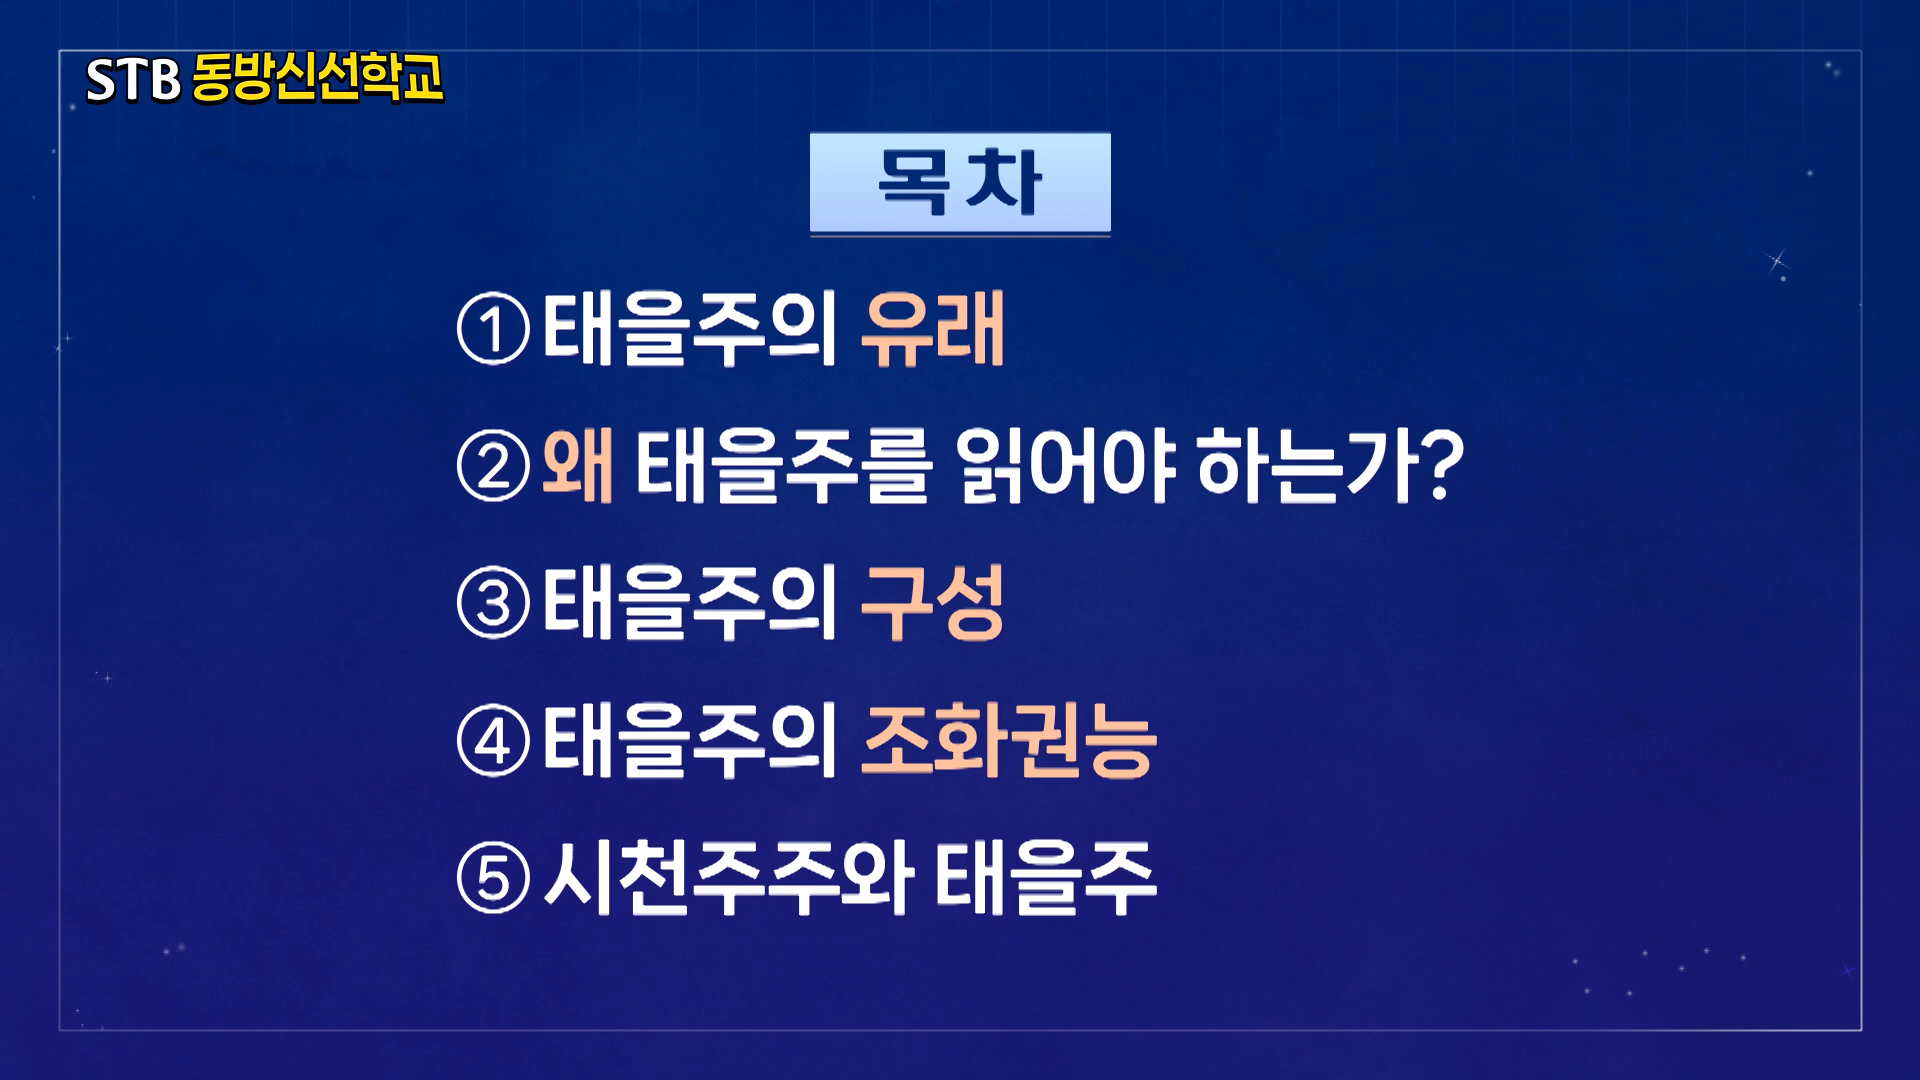 STB 동방신선학교
목차
①태을주의 유래
②왜 태을주를 읽어야 하는가?
③태을주의 구성
④태을주의 조화권능
⑤시천주주와 태을주